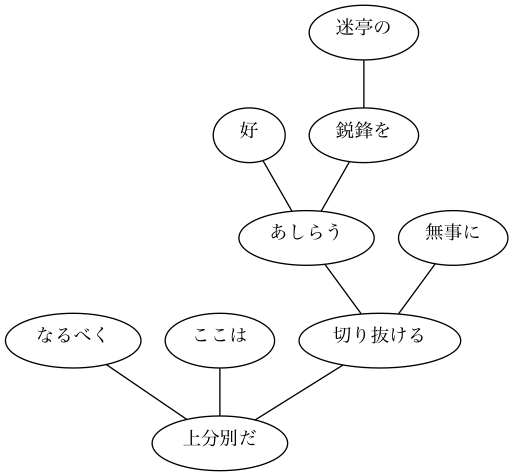 迷亭の
好
鋭鋒を
あしらう
無事に
なるべく
ここは
切り抜ける
上分別だ